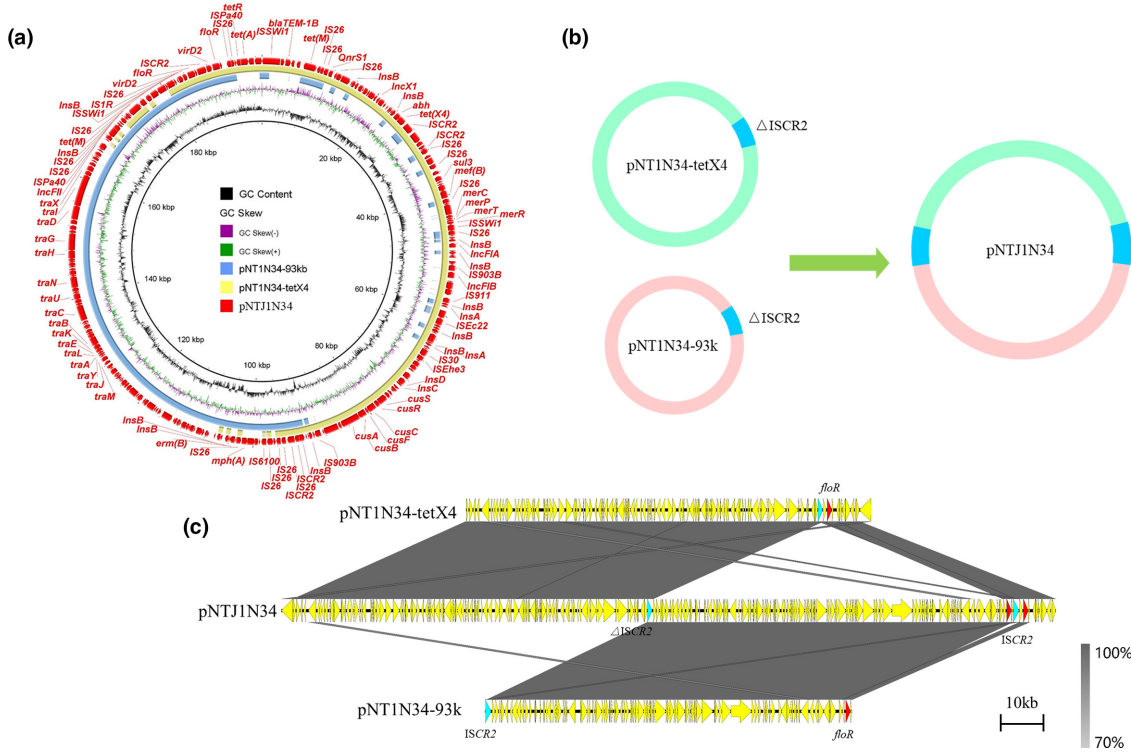 (a)
tetR
IS26
ISPa40
IS26
floR
tet(A)
ISSWi1
blaTEM-1B
IS26
IS26
tet(M)
QnrS1
IS26
InsB
IncX1
InsB
abh
tet(X4)
ISCR2
ISCR2
IS26
IS26
sul3
mef(B)
IS26
merC
merP
merT
merR
ISSWi1
IS26
InsB
IncFIA
InsB
IS903B
IncFIB
IS911
InsB
InsA
ISEc22
InsB
InsB
InsA
IS30
ISEhe3
InsD
InsC
cusS
cusR
cusC
cusF
cusA
cusB
IS903B
InsB
ISCR2
IS26
ISCR2
IS26
IS26
IS26
IS6100
mph(A)
IS26
erm(B)
InsB
InsB
traM
traJ
traY
traA
traL
traE
traK
traB
traC
traU
traN
traH
traG
traD
traI
traX
IncFII
ISPa40
IS26
IS26
InsB
tet(M)
IS26
ISSWi1
InsB
IS1R
IS26
virD2
floR
ISCR2
virD2
20 kbp
40 kbp
60 kbp
80 kbp
100 kbp
120 kbp
140 kbp
160 kbp
180 kbp
GC Content
GC Skew
GC Skew(-)
GC Skew(+)
pNT1N34-93kb
pNT1N34-tetX4
pNTJ1N34
(b)
△ISCR2
pNT1N34-tetX4
pNTJ1N34
△ISCR2
pNT1N34-93k
(c)
floR
pNT1N34-tetX4
pNTJ1N34
△ISCR2
ISCR2
pNT1N34-93k
ISCR2
floR
10kb
100%
70%